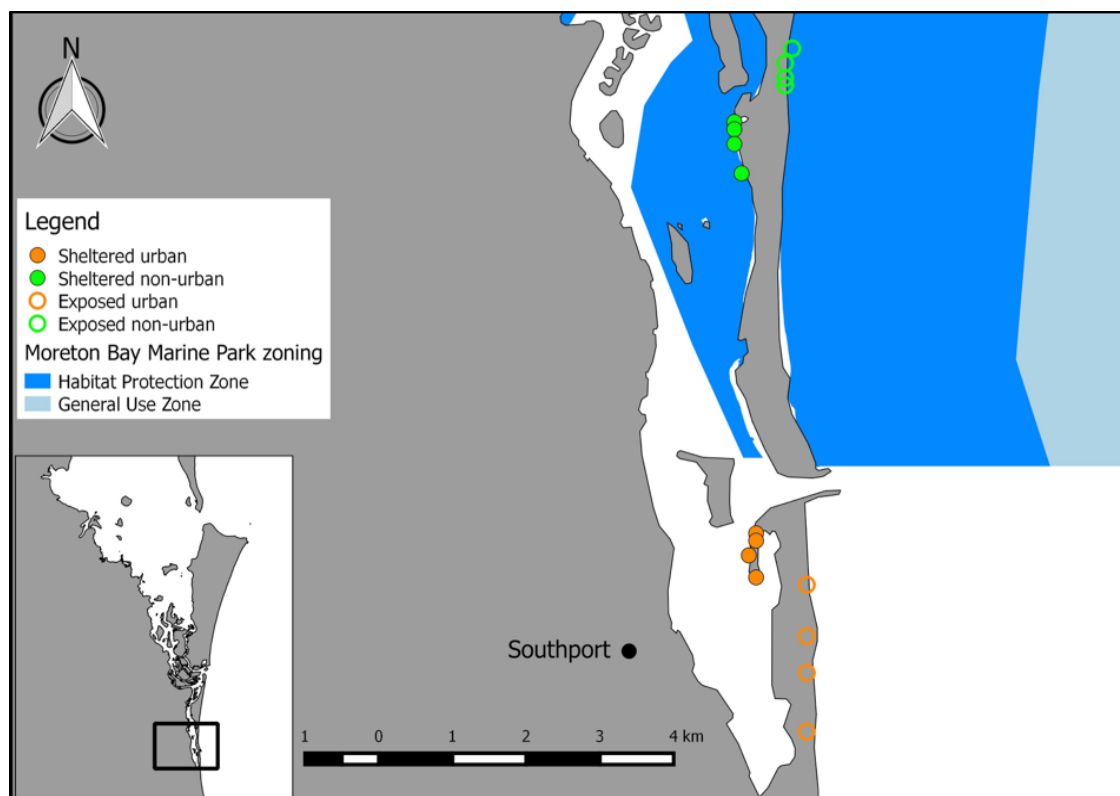 N
Legend
Sheltered urban
Sheltered non-urban
Exposed urban
Exposed non-urban
Moreton Bay Marine Park zoning
Habitat Protection Zone
General Use Zone
Southport
1 0 1 2 3 4 km